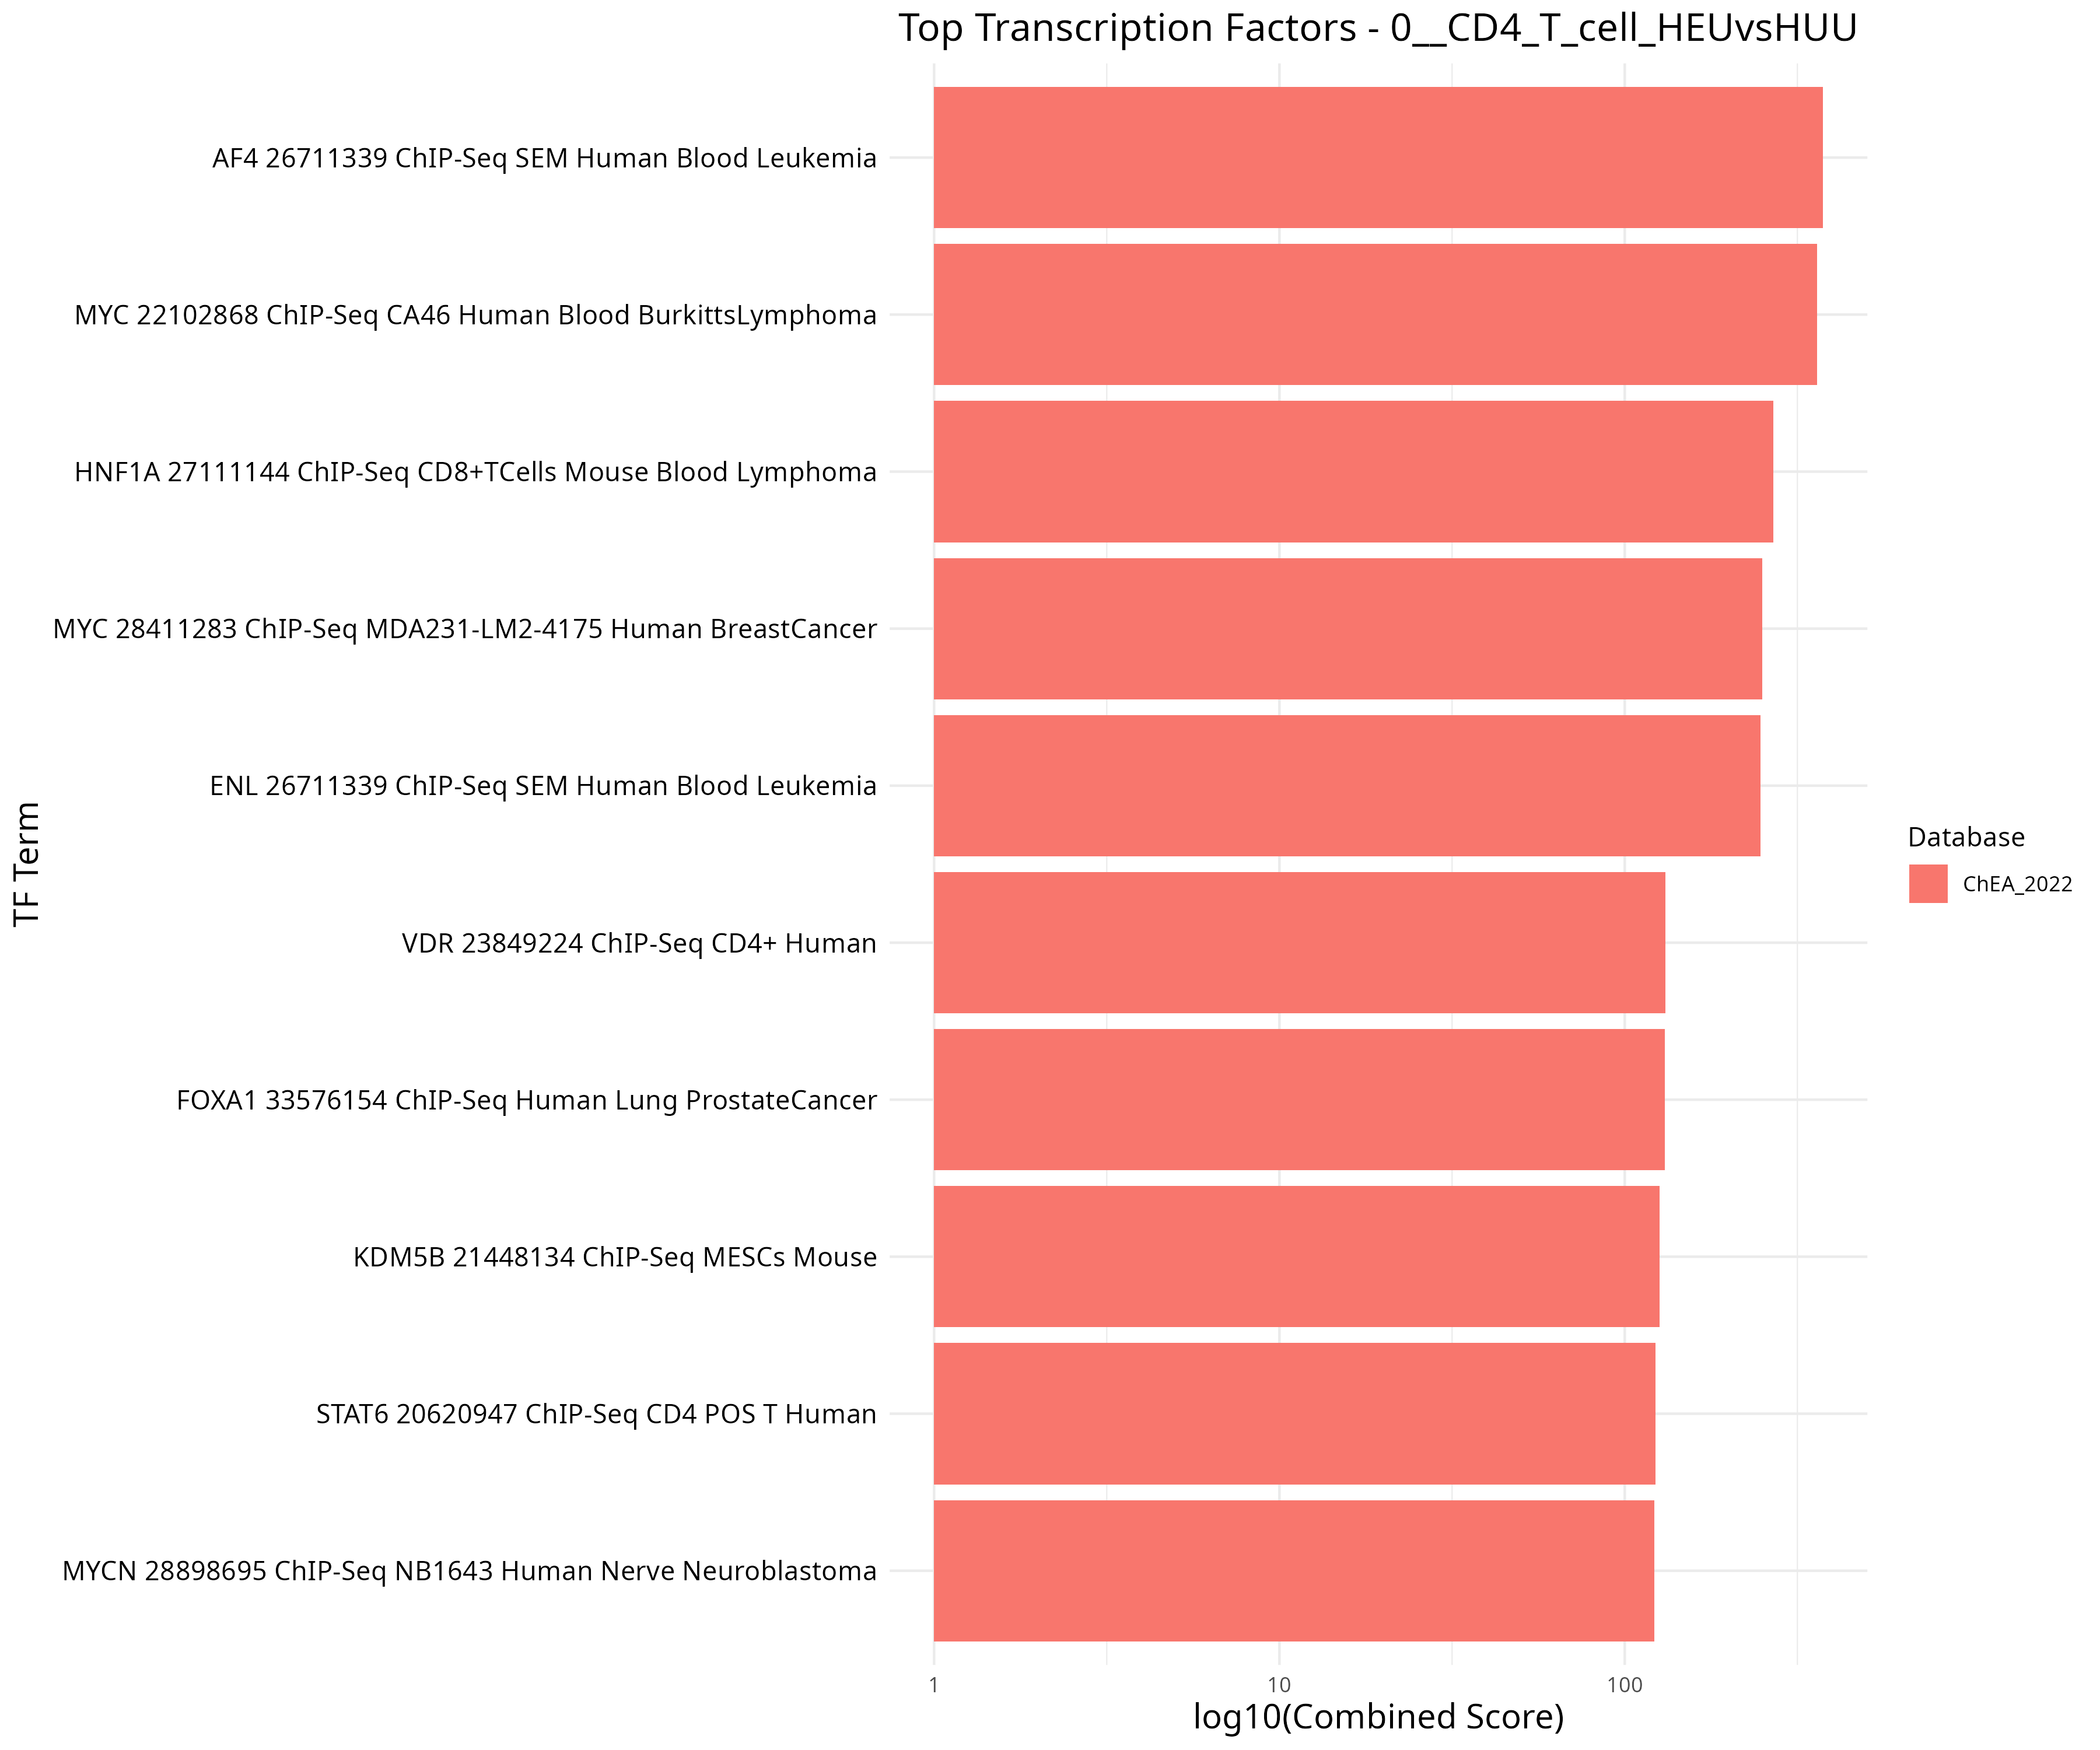 Top Transcription Factors - 0__CD4_T_cell_HEUvsHUU
AF4 26711339 ChIP-Seq SEM Human Blood Leukemia
MYC 22102868 ChIP-Seq CA46 Human Blood BurkittsLymphoma
HNF1A 27111144 ChIP-Seq CD8+TCells Mouse Blood Lymphoma
MYC 28411283 ChIP-Seq MDA231-LM2-4175 Human BreastCancer
ENL 26711339 ChIP-Seq SEM Human Blood Leukemia
VDR 23849224 ChIP-Seq CD4+ Human
FOXA1 33576154 ChIP-Seq Human Lung ProstateCancer
KDM5B 21448134 ChIP-Seq MESCs Mouse
STAT6 20620947 ChIP-Seq CD4 POS T Human
MYCN 28898695 ChIP-Seq NB1643 Human Nerve Neuroblastoma
TF Term
1 10 100
log10(Combined Score)
Database
ChEA_2022